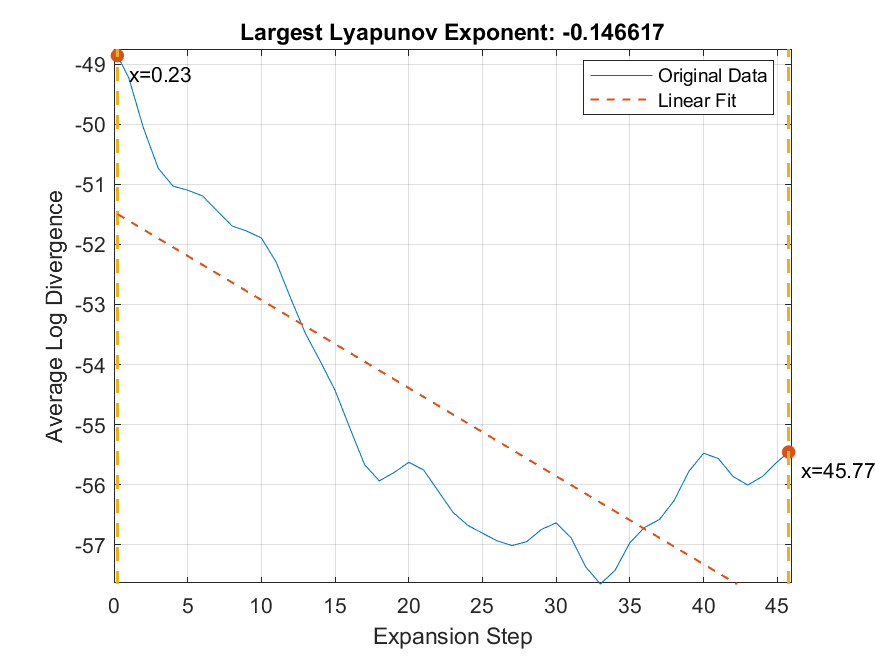 Largest Lyapunov Exponent: -0.146617
-49
x=0.23
Original Data
Linear Fit
-50
-51
-52
-53
-54
-55
-56
-57
Average Log Divergence
x=45.77
0 5 10 15 20 25 30 35 40 45
Expansion Step